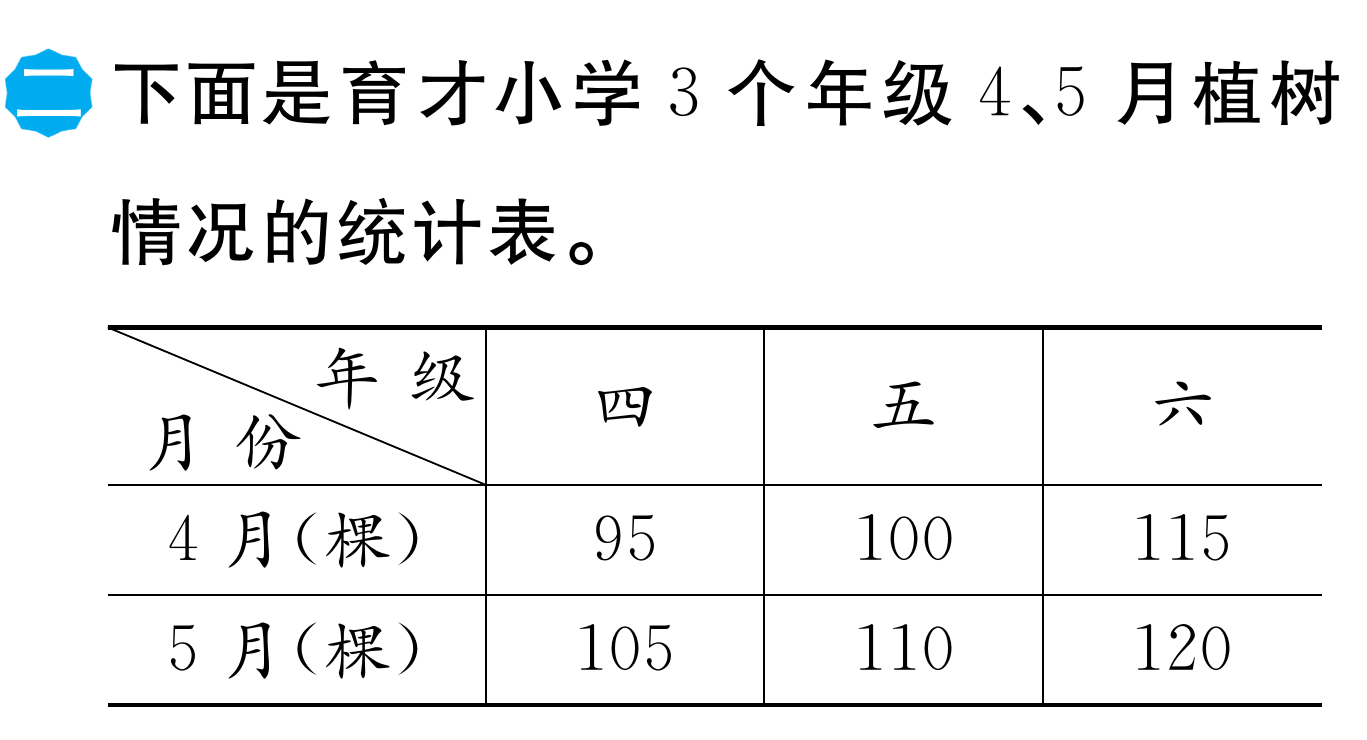 二 下面是育才小学 3 个年级 4、5 月植树
情况的统计表。
年 级
月 份
四 五 六
4 月(棵) 95 100 115
5 月(棵) 105 110 120